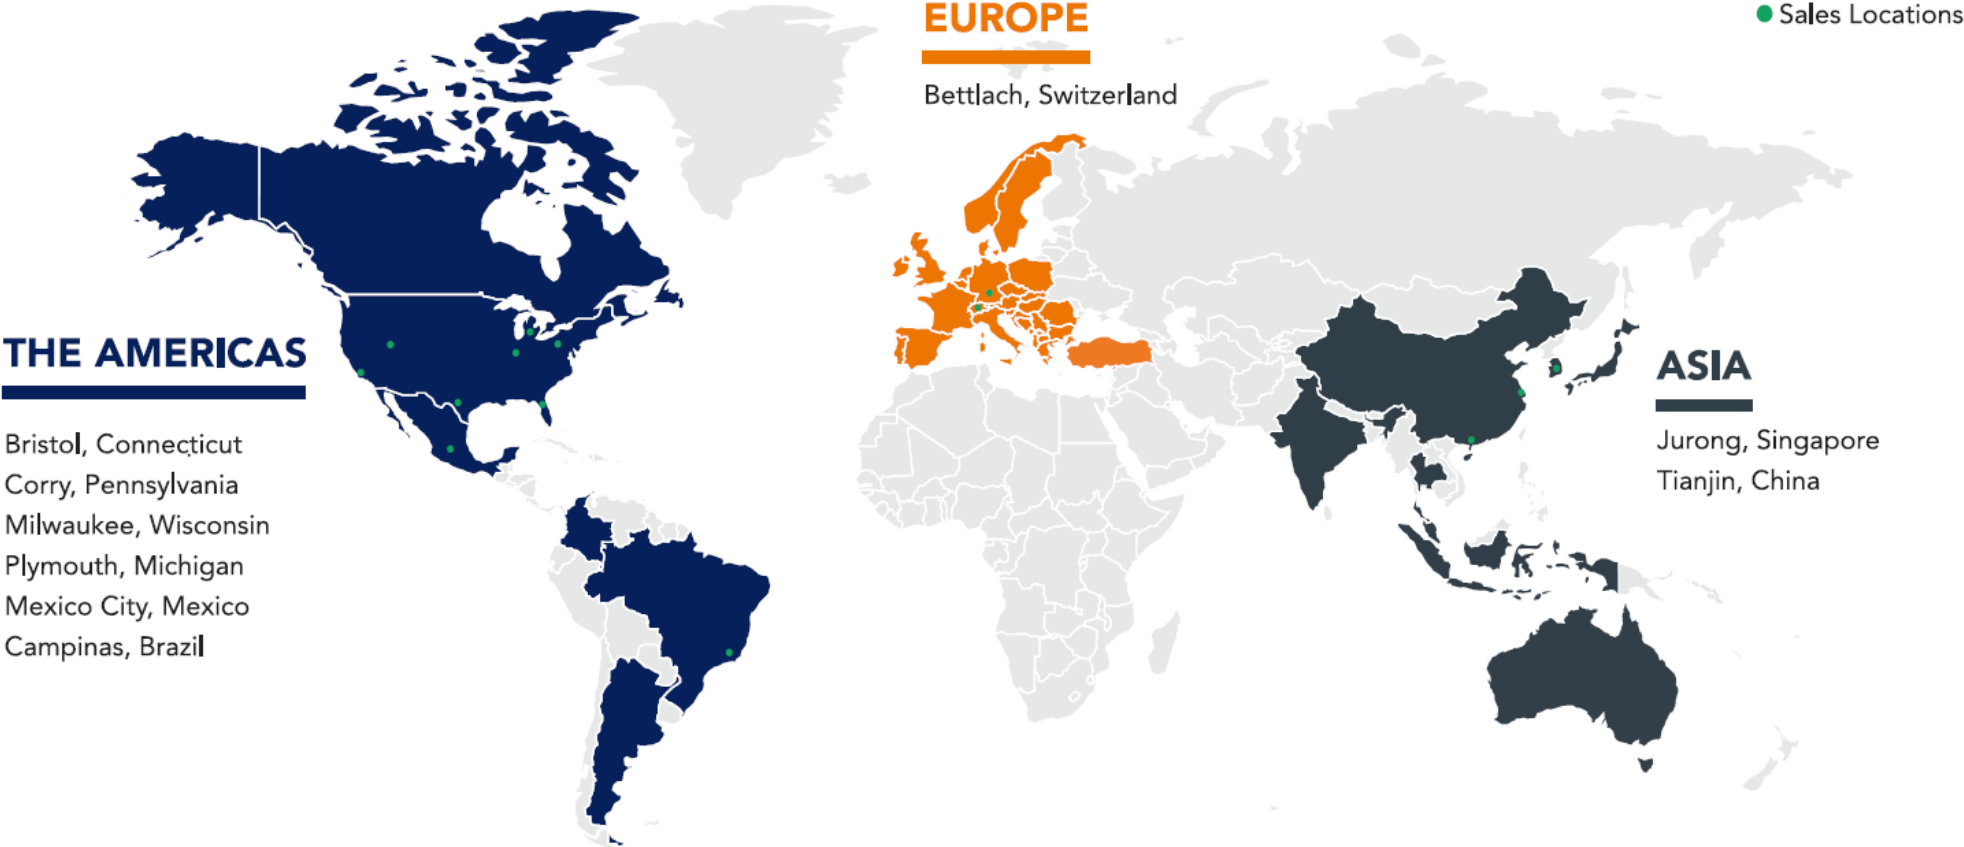 EUROPE
Bettlach, Switzerland
Sales Locations
THE AMERICAS
Bristol, Connecticut
Corry, Pennsylvania
Milwaukee, Wisconsin
Plymouth, Michigan
Mexico City, Mexico
Campinas, Brazil
ASIA
Jurong, Singapore
Tianjin, China